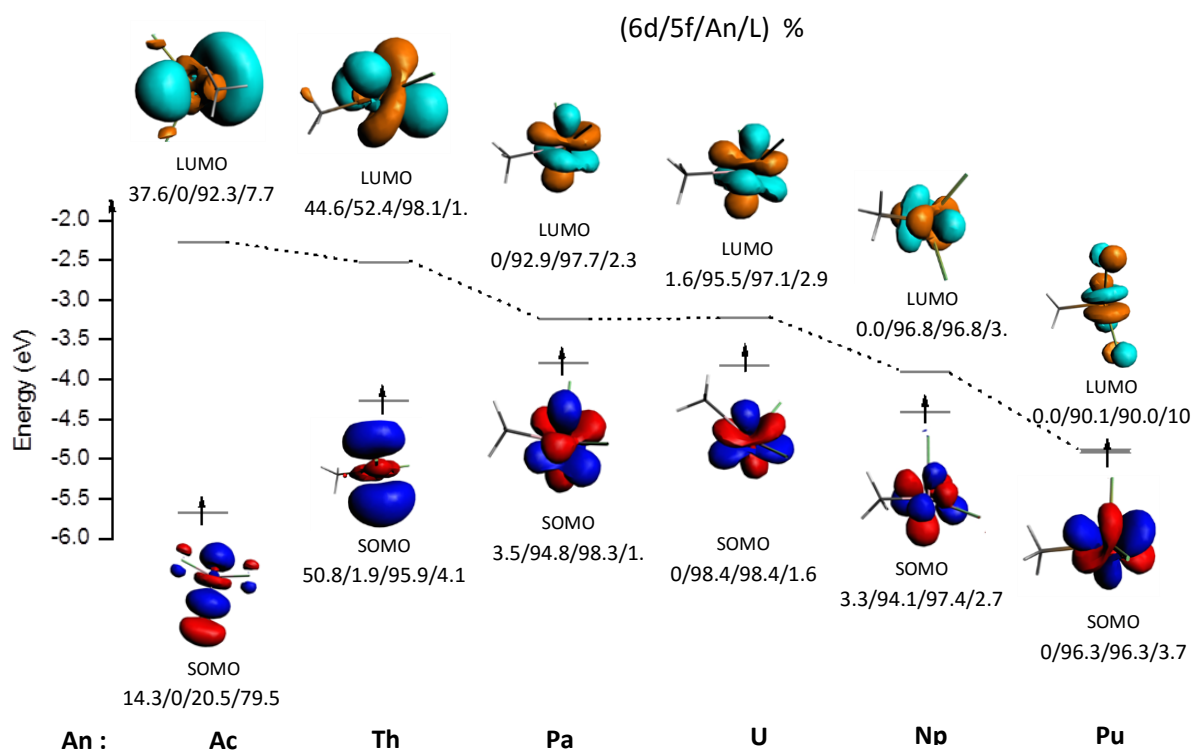 (6d/5f/An/L) %
LUMO
37.6/0/92.3/7.7
LUMO
44.6/52.4/98.1/1.
LUMO
0/92.9/97.7/2.3
LUMO
1.6/95.5/97.1/2.9
LUMO
0.0/96.8/96.8/3.
LUMO
0.0/90.1/90.0/10
Energy (eV)
-2.0
-2.5
-3.0
-3.5
-4.0
-4.5
-5.0
-5.5
-6.0
SOMO
14.3/0/20.5/79.5
SOMO
50.8/1.9/95.9/4.1
SOMO
3.5/94.8/98.3/1.
SOMO
0/98.4/98.4/1.6
SOMO
3.3/94.1/97.4/2.7
SOMO
0/96.3/96.3/3.7
An : Ac Th Pa U Np Pu